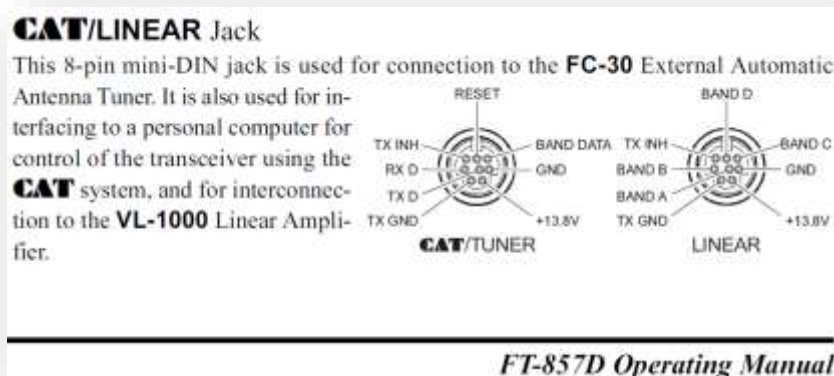 CAT/LINEAR Jack
This 8-pin mini-DIN jack is used for connection to the FC-30 External Automatic
Antenna Tuner. It is also used for in-
terfacing to a personal computer for
control of the transceiver using the
CAT system, and for interconnec-
tion to the VL-1000 Linear Ampli-
fier.
RESET
TX INH
BAND DATA
RX D
GND
TX D
TX GND
+13.8V
CAT/TUNER
BAND D
TX INH
BAND C
BAND B
GND
BAND A
TX GND
+13.8V
LINEAR
FT-857D Operating Manual